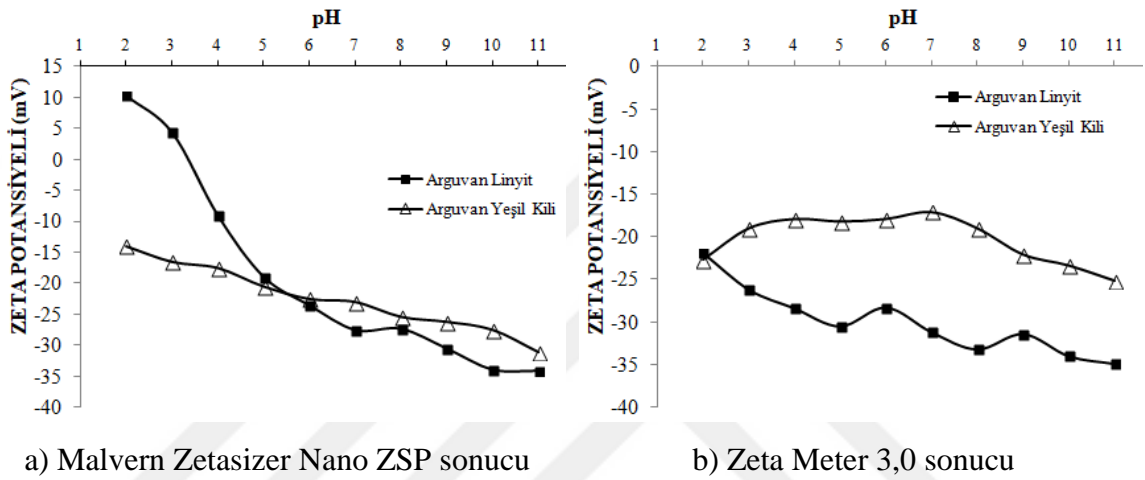 pH
1 2 3 4 5 6 7 8 9 10 11
15
10
5
0
-5
-10
-15
-20
-25
-30
-35
-40
ZETA POTANSİYELİ (mV)
Arguvan Linyit
Arguvan Yeşil Kili
a) Malvern Zetasizer Nano ZSP sonucu
pH
1 2 3 4 5 6 7 8 9 10 11
0
-5
-10
-15
-20
-25
-30
-35
-40
ZETA POTANSİYELİ (mV)
Arguvan Linyit
Arguvan Yeşil Kili
b) Zeta Meter 3,0 sonucu